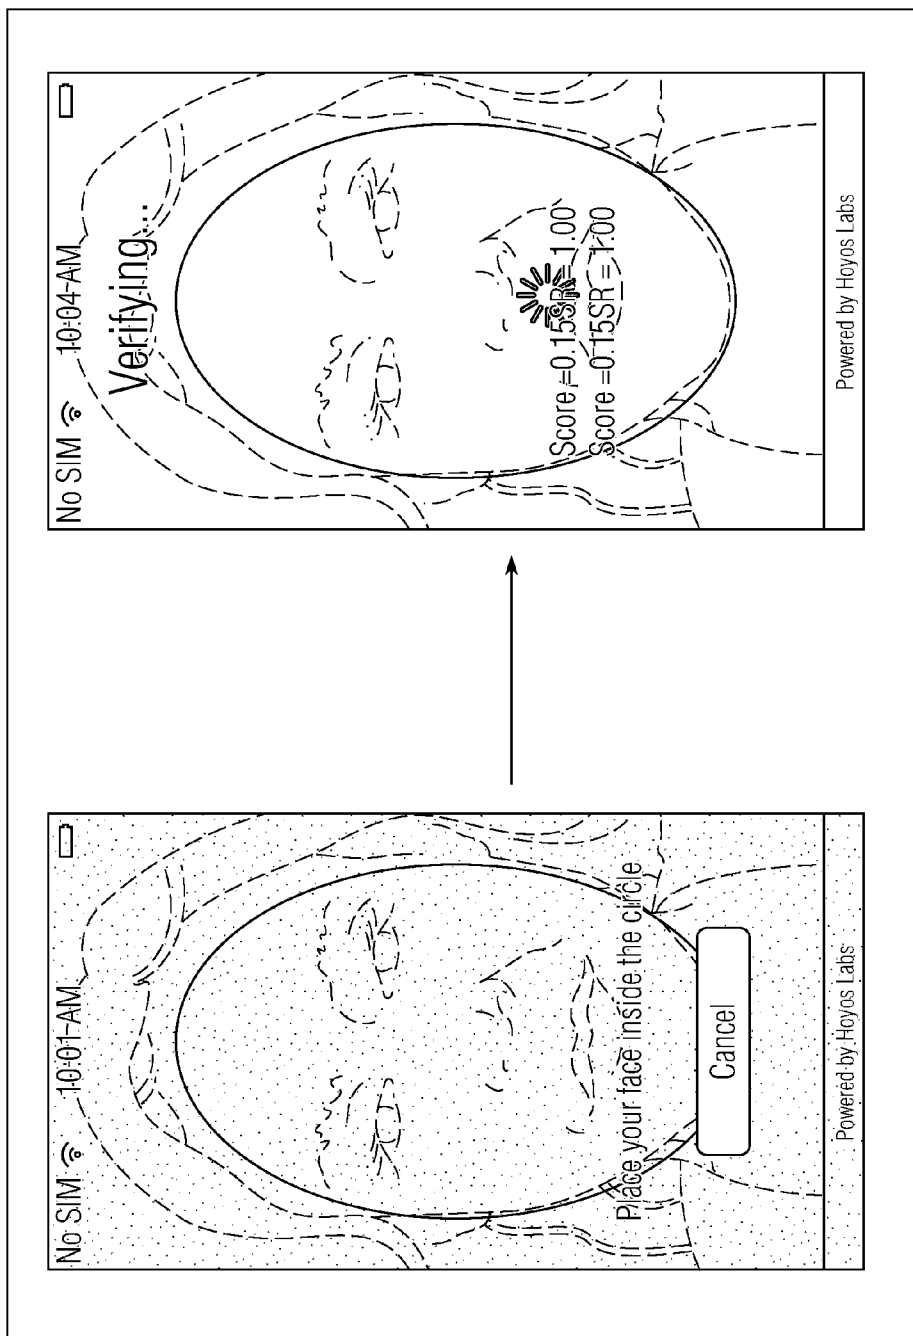 No SIM 10:01 AM
Place your face inside the circle
Cancel
Powered by Hoyos Labs
No SIM 10:04 AM
Verifying...
Score =0.15SR = 1.00
Score =0.15SR = 1.00
Powered by Hoyos Labs